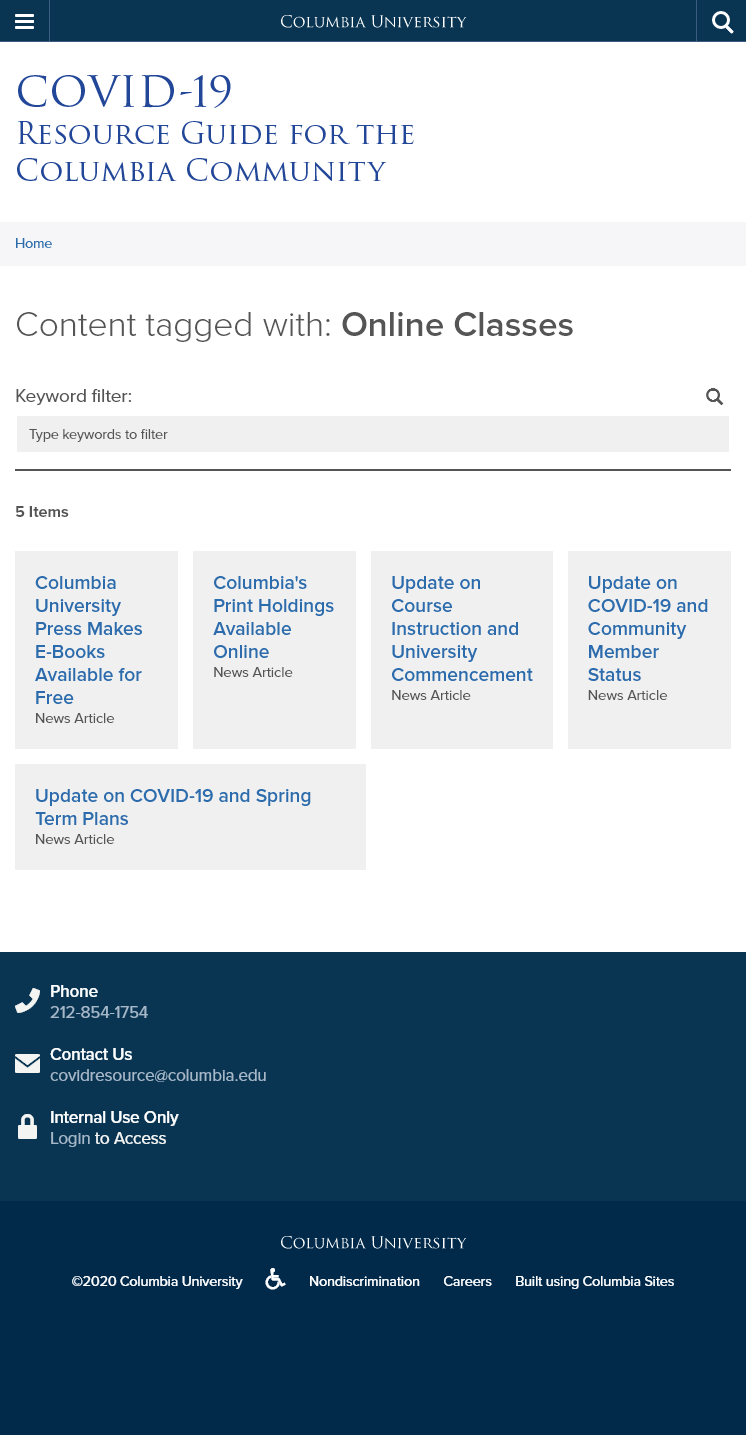 Columbia University
COVID-19
Resource Guide for the
Columbia Community
Home
Content tagged with: Online Classes
Keyword filter:
Type keywords to filter
5 Items
Columbia
University
Press Makes
E-Books
Available for
Free
News Article
Columbia's
Print Holdings
Available
Online
News Article
Update on
Course
Instruction and
University
Commencement
News Article
Update on
COVID-19 and
Community
Member
Status
News Article
Update on COVID-19 and Spring
Term Plans
News Article
Phone
212-854-1754
Contact Us
covidresource@columbia.edu
Internal Use Only
Login to Access
Columbia University
©2020 Columbia University Nondiscrimination Careers Built using Columbia Sites